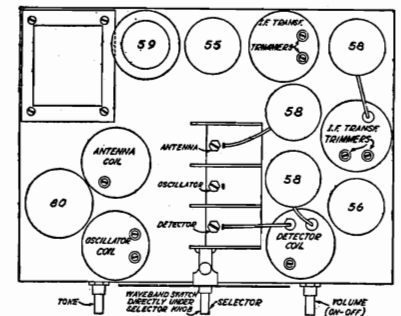 59
55
I.F. TRANSF.
TRIMMERS
58
58
I.F. TRANSF.
TRIMMERS
ANTENNA
ANTENNA
COIL
OSCILLATOR
58
56
80
DETECTOR
OSCILLATOR
COIL
DETECTOR
COIL
TONE
WAVEBAND SWITCH
DIRECTLY UNDER
SELECTOR KNOB
SELECTOR
VOLUME
(ON-OFF)